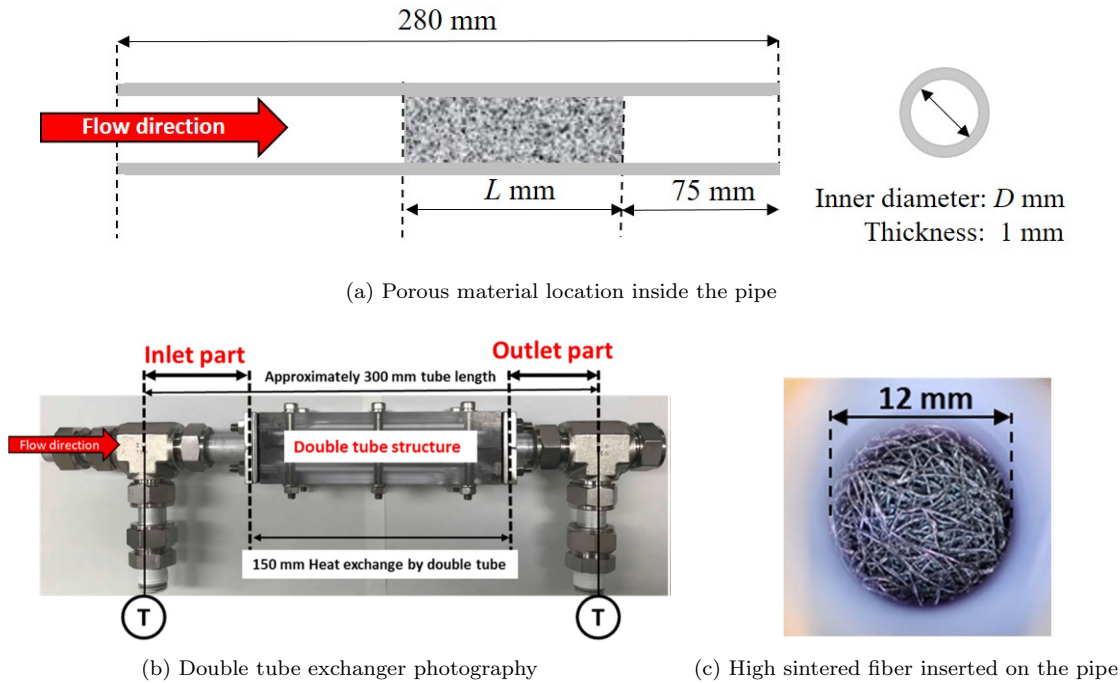 280 mm
Flow direction
L mm
75 mm
Inner diameter: D mm
Thickness: 1 mm
(a) Porous material location inside the pipe
Inlet part
Outlet part
Approximately 300 mm tube length
Flow direction
Double tube structure
150 mm Heat exchange by double tube
T
T
12 mm
(b) Double tube exchanger photography
(c) High sintered fiber inserted on the pipe